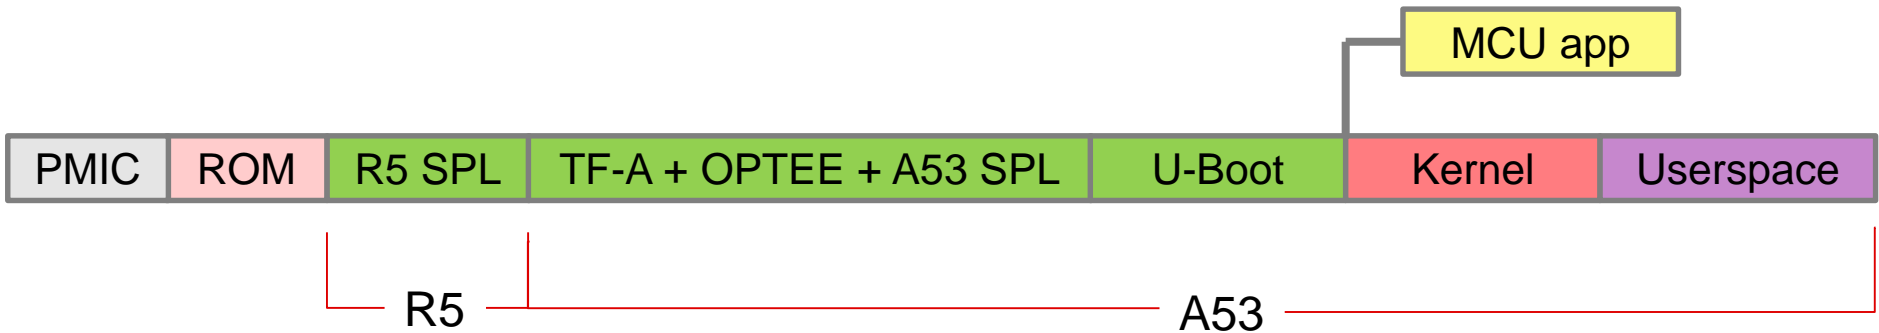 MCU app
PMIC ROM R5 SPL TF-A + OPTEE + A53 SPL U-Boot Kernel Userspace
R5 A53